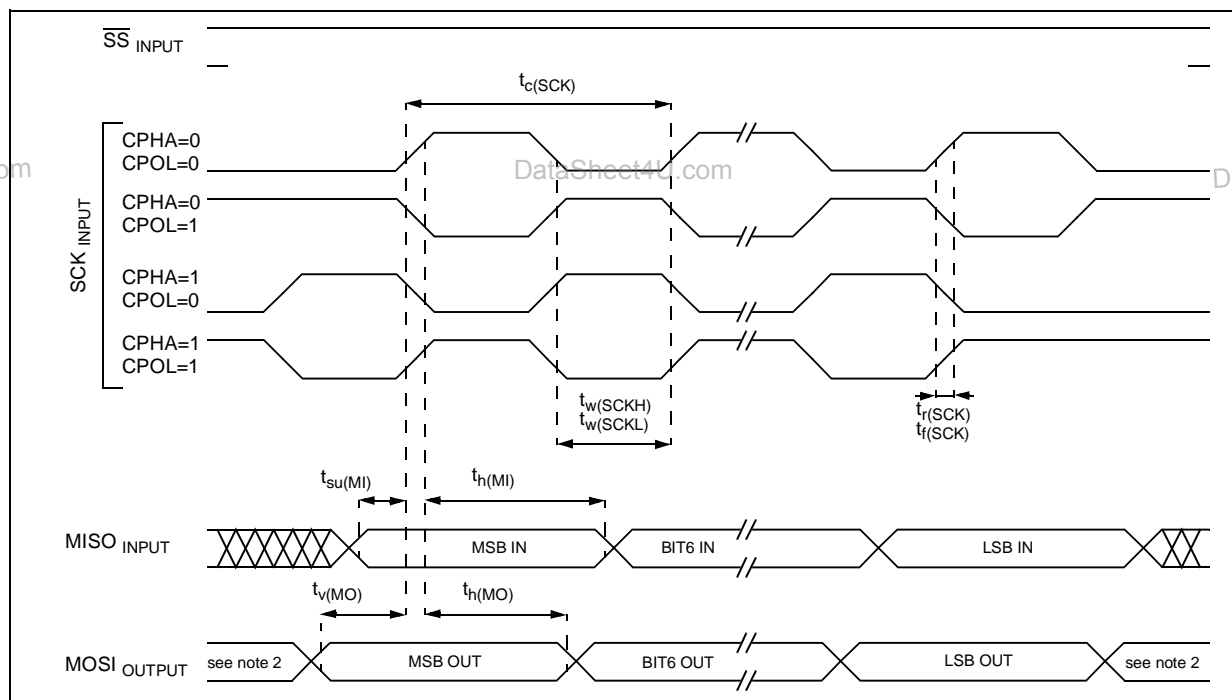 SS INPUT
tc(SCK)
SCK INPUT
CPHA=0
CPOL=0
om
DataSheet4U.com
D
CPHA=0
CPOL=1
CPHA=1
CPOL=0
CPHA=1
CPOL=1
tw(SCKH)
tw(SCKL)
tr(SCK)
tf(SCK)
tsu(MI)
th(MI)
MISO INPUT
MSB IN
BIT6 IN
LSB IN
tv(MO)
th(MO)
MOSI OUTPUT
see note 2
MSB OUT
BIT6 OUT
LSB OUT
see note 2